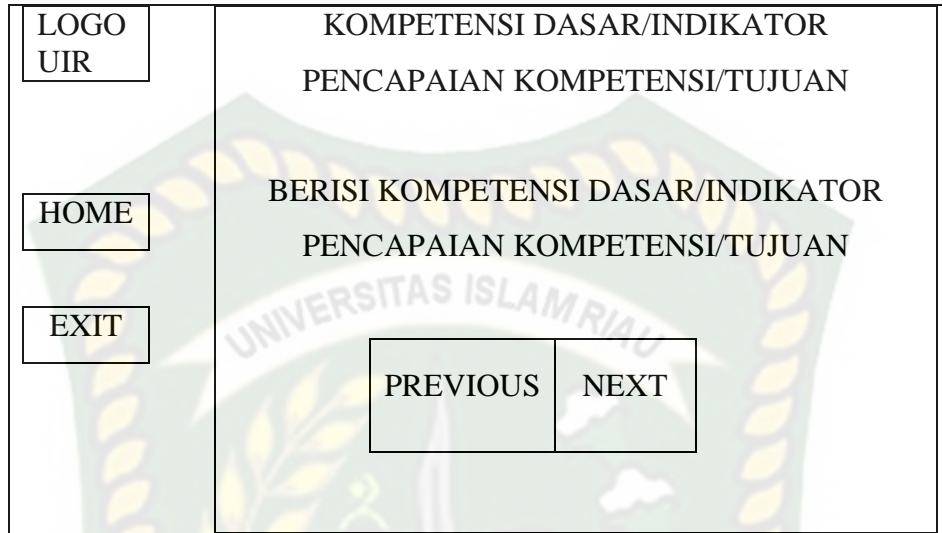 LOGO
UIR
HOME
EXIT
KOMPETENSI DASAR/INDIKATOR
PENCAPAIAN KOMPETENSI/TUJUAN
BERISI KOMPETENSI DASAR/INDIKATOR
PENCAPAIAN KOMPETENSI/TUJUAN
UNIVERSITAS ISLAM RIAU
PREVIOUS
NEXT